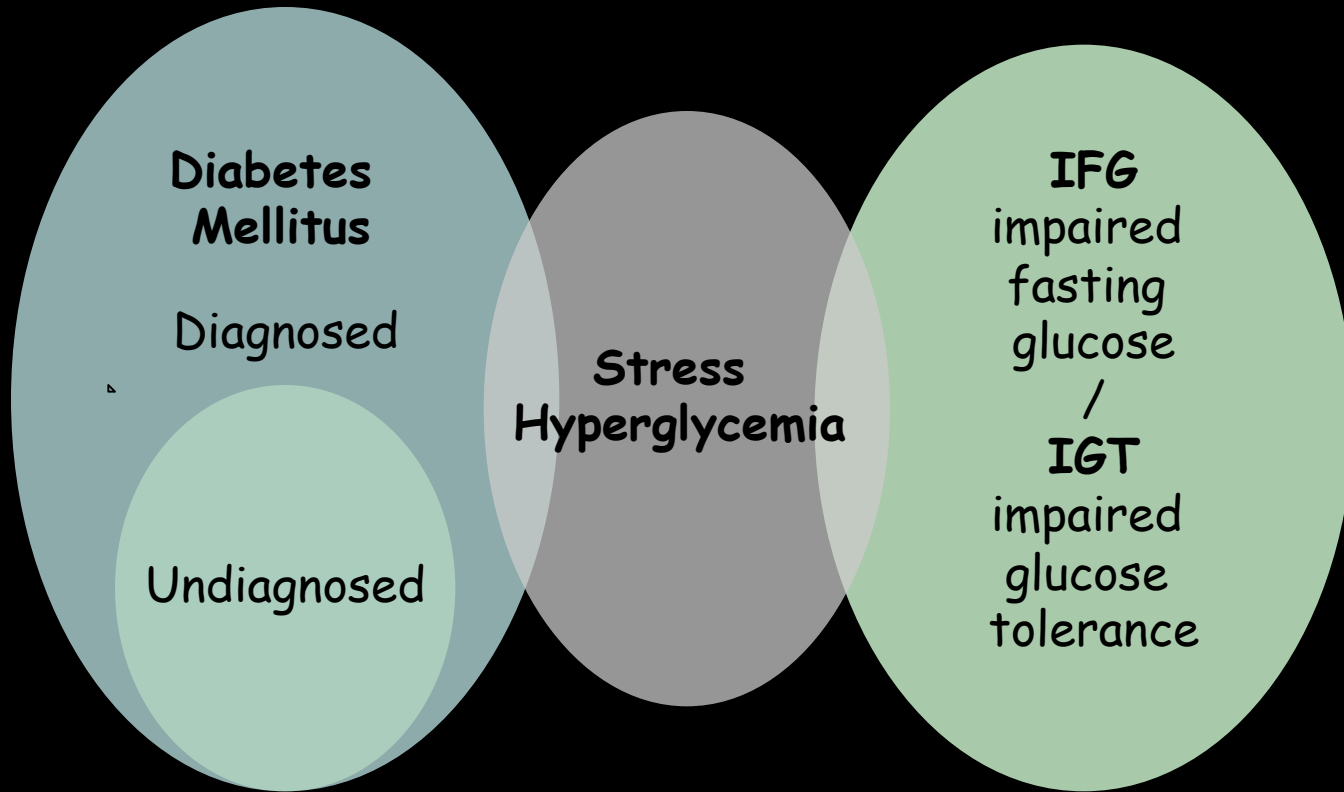 Diabetes
Mellitus
Diagnosed
Undiagnosed
Stress
Hyperglycemia
IFG
impaired
fasting
glucose
/
IGT
impaired
glucose
tolerance